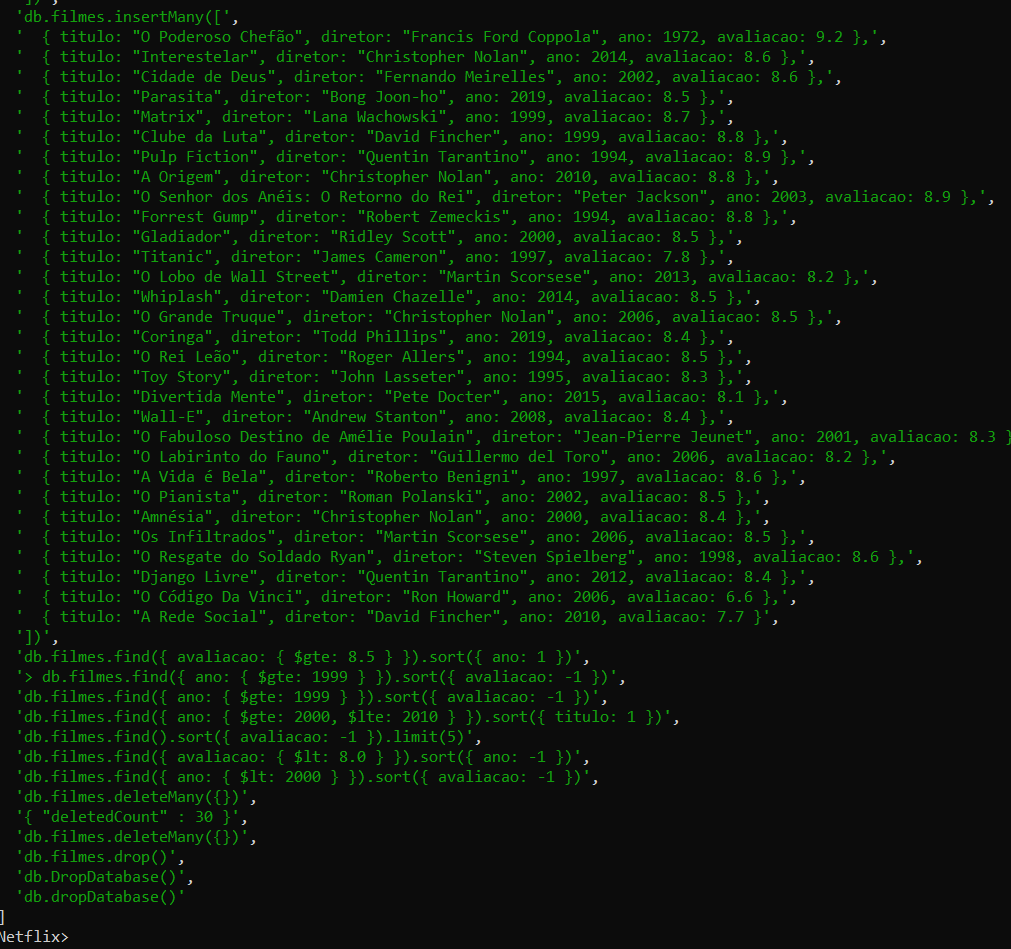 '])',
'db.filmes.insertMany([',
'  { titulo: "O Poderoso Chefão", diretor: "Francis Ford Coppola", ano: 1972, avaliacao: 9.2 },',
'  { titulo: "Interestelar", diretor: "Christopher Nolan", ano: 2014, avaliacao: 8.6 },',
'  { titulo: "Cidade de Deus", diretor: "Fernando Meirelles", ano: 2002, avaliacao: 8.6 },',
'  { titulo: "Parasita", diretor: "Bong Joon-ho", ano: 2019, avaliacao: 8.5 },',
'  { titulo: "Matrix", diretor: "Lana Wachowski", ano: 1999, avaliacao: 8.7 },',
'  { titulo: "Clube da Luta", diretor: "David Fincher", ano: 1999, avaliacao: 8.8 },',
'  { titulo: "Pulp Fiction", diretor: "Quentin Tarantino", ano: 1994, avaliacao: 8.9 },',
'  { titulo: "A Origem", diretor: "Christopher Nolan", ano: 2010, avaliacao: 8.8 },',
'  { titulo: "O Senhor dos Anéis: O Retorno do Rei", diretor: "Peter Jackson", ano: 2003, avaliacao: 8.9 },',
'  { titulo: "Forrest Gump", diretor: "Robert Zemeckis", ano: 1994, avaliacao: 8.8 },',
'  { titulo: "Gladiador", diretor: "Ridley Scott", ano: 2000, avaliacao: 8.5 },',
'  { titulo: "Titanic", diretor: "James Cameron", ano: 1997, avaliacao: 7.8 },',
'  { titulo: "O Lobo de Wall Street", diretor: "Martin Scorsese", ano: 2013, avaliacao: 8.2 },',
'  { titulo: "Whiplash", diretor: "Damien Chazelle", ano: 2014, avaliacao: 8.5 },',
'  { titulo: "O Grande Truque", diretor: "Christopher Nolan", ano: 2006, avaliacao: 8.5 },',
'  { titulo: "Coringa", diretor: "Todd Phillips", ano: 2019, avaliacao: 8.4 },',
'  { titulo: "O Rei Leão", diretor: "Roger Allers", ano: 1994, avaliacao: 8.5 },',
'  { titulo: "Toy Story", diretor: "John Lasseter", ano: 1995, avaliacao: 8.3 },',
'  { titulo: "Divertida Mente", diretor: "Pete Docter", ano: 2015, avaliacao: 8.1 },',
'  { titulo: "Wall-E", diretor: "Andrew Stanton", ano: 2008, avaliacao: 8.4 },',
'  { titulo: "O Fabuloso Destino de Amélie Poulain", diretor: "Jean-Pierre Jeunet", ano: 2001, avaliacao: 8.3 }
'  { titulo: "O Labirinto do Fauno", diretor: "Guillermo del Toro", ano: 2006, avaliacao: 8.2 },',
'  { titulo: "A Vida é Bela", diretor: "Roberto Benigni", ano: 1997, avaliacao: 8.6 },',
'  { titulo: "O Pianista", diretor: "Roman Polanski", ano: 2002, avaliacao: 8.5 },',
'  { titulo: "Amnésia", diretor: "Christopher Nolan", ano: 2000, avaliacao: 8.4 },',
'  { titulo: "Os Infiltrados", diretor: "Martin Scorsese", ano: 2006, avaliacao: 8.5 },',
'  { titulo: "O Resgate do Soldado Ryan", diretor: "Steven Spielberg", ano: 1998, avaliacao: 8.6 },',
'  { titulo: "Django Livre", diretor: "Quentin Tarantino", ano: 2012, avaliacao: 8.4 },',
'  { titulo: "O Código Da Vinci", diretor: "Ron Howard", ano: 2006, avaliacao: 6.6 },',
'  { titulo: "A Rede Social", diretor: "David Fincher", ano: 2010, avaliacao: 7.7 }',
'])',
'db.filmes.find({ avaliacao: { $gte: 8.5 } }).sort({ ano: 1 })',
'> db.filmes.find({ ano: { $gte: 1999 } }).sort({ avaliacao: -1 })',
'db.filmes.find({ ano: { $gte: 1999 } }).sort({ avaliacao: -1 })',
'db.filmes.find({ ano: { $gte: 2000, $lte: 2010 } }).sort({ titulo: 1 })',
'db.filmes.find().sort({ avaliacao: -1 }).limit(5)',
'db.filmes.find({ avaliacao: { $lt: 8.0 } }).sort({ ano: -1 })',
'db.filmes.find({ ano: { $lt: 2000 } }).sort({ avaliacao: -1 })',
'db.filmes.deleteMany({})',
'{ "deletedCount" : 30 }',
'db.filmes.deleteMany({})',
'db.filmes.drop()',
'db.DropDatabase()',
'db.dropDatabase()'
]
Netflix>